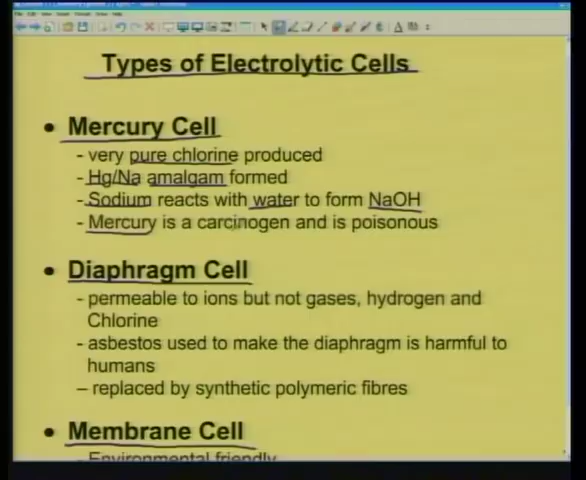 Types of Electrolytic Cells
• Mercury Cell
- very pure chlorine produced
- Hg/Na amalgam formed
- Sodium reacts with water to form NaOH
- Mercury is a carcinogen and is poisonous
• Diaphragm Cell
- permeable to ions but not gases, hydrogen and
Chlorine
- asbestos used to make the diaphragm is harmful to
humans
– replaced by synthetic polymeric fibres
• Membrane Cell
- Environmental friendly